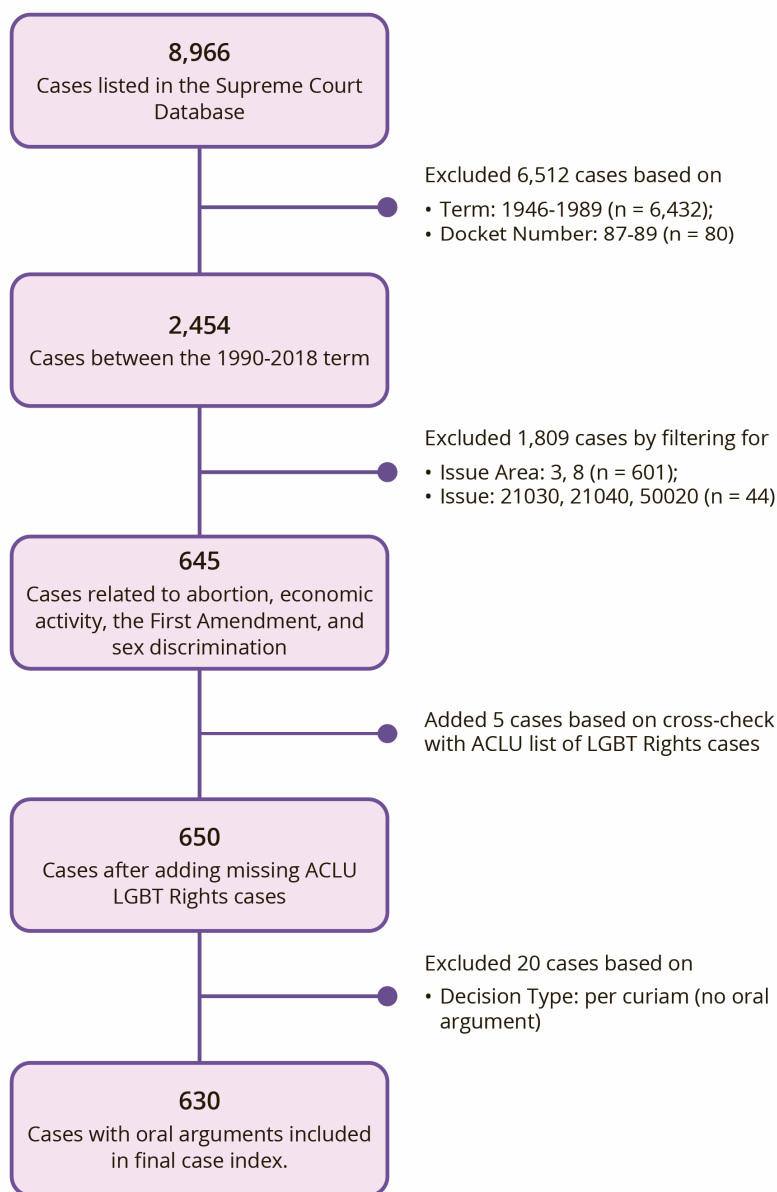 8,966
Cases listed in the Supreme Court
Database
Excluded 6,512 cases based on
• Term: 1946-1989 (n = 6,432);
• Docket Number: 87-89 (n = 80)
2,454
Cases between the 1990-2018 term
Excluded 1,809 cases by filtering for
• Issue Area: 3, 8 (n = 601);
• Issue: 21030, 21040, 50020 (n = 44)
645
Cases related to abortion, economic
activity, the First Amendment, and
sex discrimination
Added 5 cases based on cross-check
with ACLU list of LGBT Rights cases
650
Cases after adding missing ACLU
LGBT Rights cases
Excluded 20 cases based on
• Decision Type: per curiam (no oral
argument)
630
Cases with oral arguments included
in final case index.